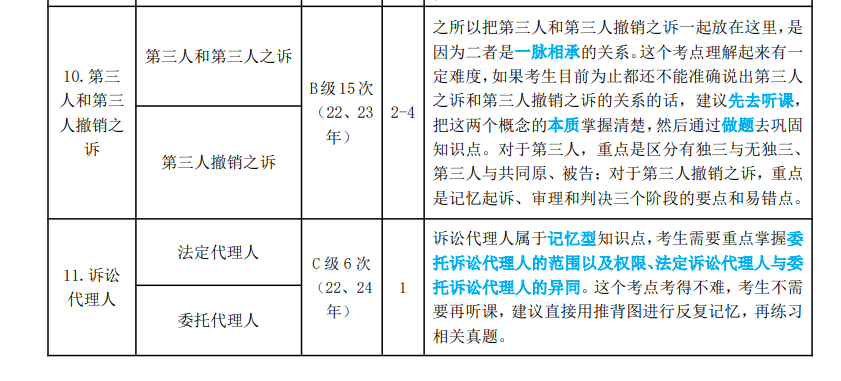 10.第三
人和第三
人撤销之
诉
第三人和第三人之诉
第三人撤销之诉
B 级 15 次
（22、23
年）
2-4
之所以把第三人和第三人撤销之诉一起放在这里，是
因为二者是一脉相承的关系。这个考点理解起来有一
定难度，如果考生目前为止都还不能准确说出第三人
之诉和第三人撤销之诉的关系的话，建议先去听课，
把这两个概念的本质掌握清楚，然后通过做题去巩固
知识点。对于第三人，重点是区分有独三与无独三、
第三人与共同原、被告；对于第三人撤销之诉，重点
是记忆起诉、审理和判决三个阶段的要点和易错点。
11.诉讼
代理人
法定代理人
委托代理人
C 级 6 次
（22、24
年）
1
诉讼代理人属于记忆型知识点，考生需要重点掌握委
托诉讼代理人的范围以及权限、法定诉讼代理人与委
托诉讼代理人的异同。这个考点考得不难，考生不需
要再听课，建议直接用推背图进行反复记忆，再练习
相关真题。